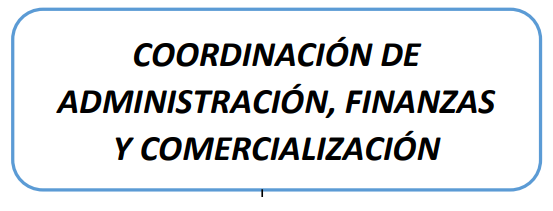 COORDINACIÓN DE
ADMINISTRACIÓN, FINANZAS
Y COMERCIALIZACIÓN